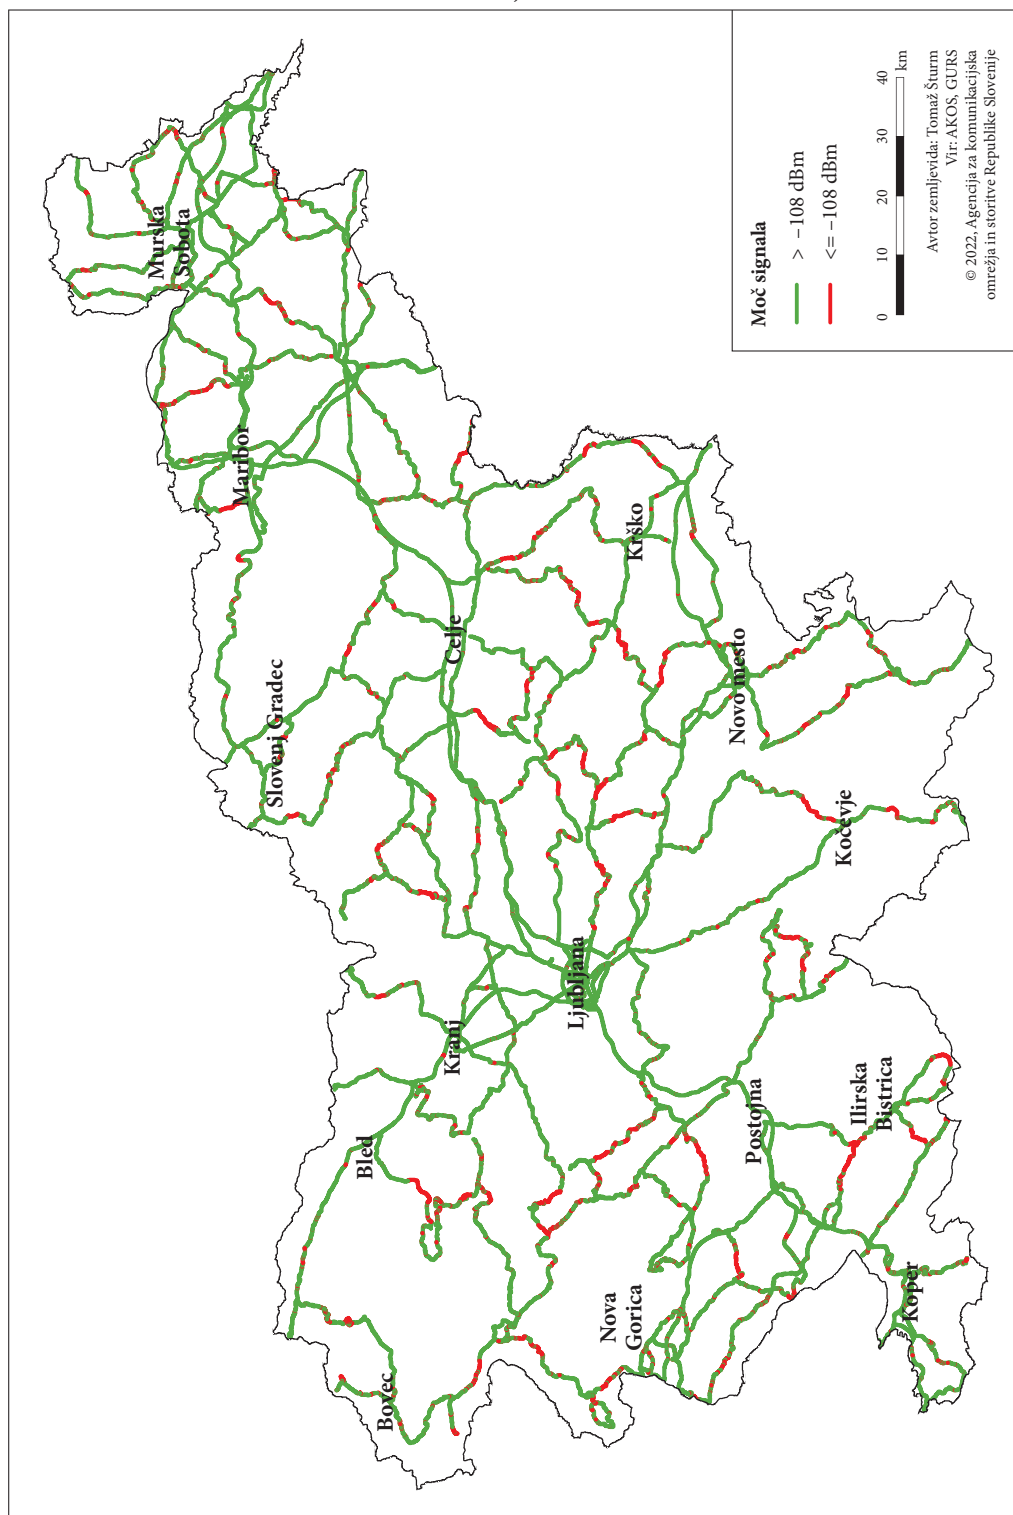 Murska
Sobota
Maribor
Slovenj Gradec
Celje
Krško
Novo mesto
Kočevje
Ljubljana
Kranj
Bled
Bovec
Nova
Gorica
Postojna
Ilirska
Bistrica
Koper
Moč signala
> −108 dBm
<= −108 dBm
0 10 20 30 40
km
Avtor zemljevida: Tomaž Šturm
Vir: AKOS, GURS
© 2022, Agencija za komunikacijska
omrežja in storitve Republike Slovenije